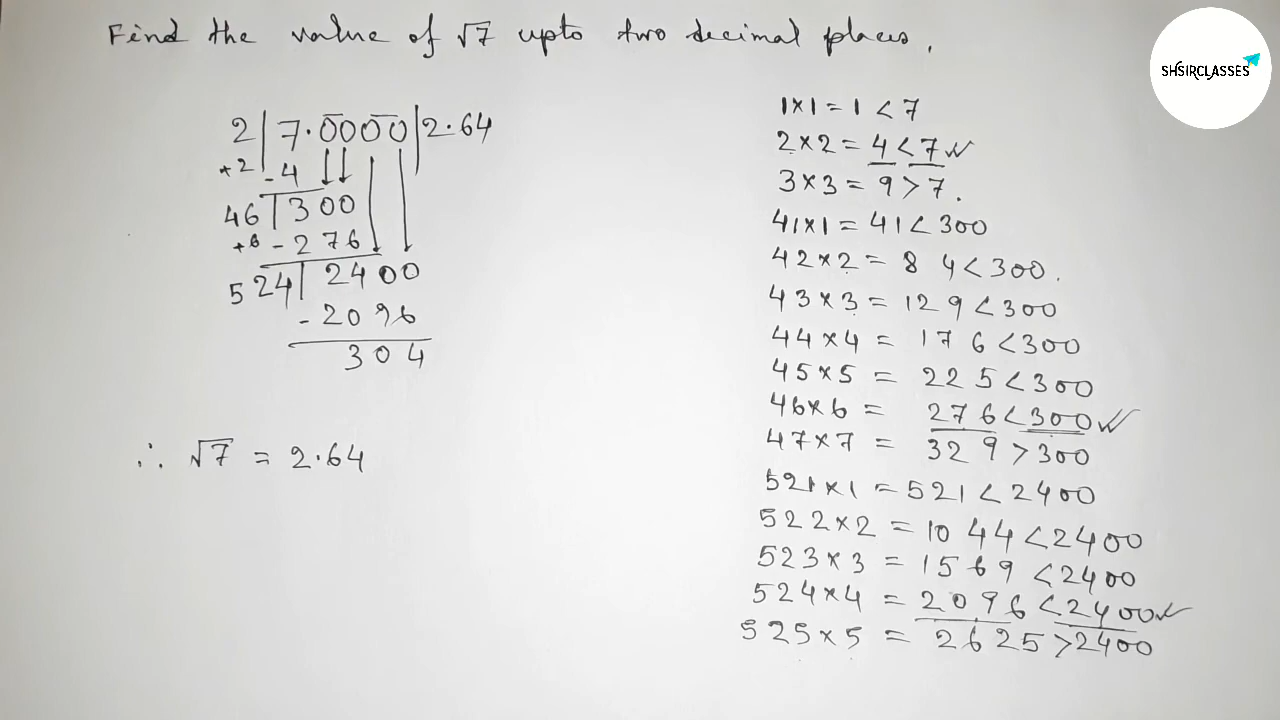 Find the value of √7 upto two decimal places.
SHSIRCLASSES
2 | 7.0000 | 2.64
+2 - 4
46 | 300
+6 - 276
524 | 2400
- 2096
304
∴ √7 = 2.64
1×1 = 1 < 7
2×2 = 4 < 7 ✓
3×3 = 9 > 7.
41×1 = 41 < 300
42×2 = 84 < 300.
43×3 = 129 < 300
44×4 = 176 < 300
45×5 = 225 < 300
46×6 = 276 < 300 ✓
47×7 = 329 > 300
521×1 = 521 < 2400
522×2 = 1044 < 2400
523×3 = 1569 < 2400
524×4 = 2096 < 2400 ✓
525×5 = 2625 > 2400